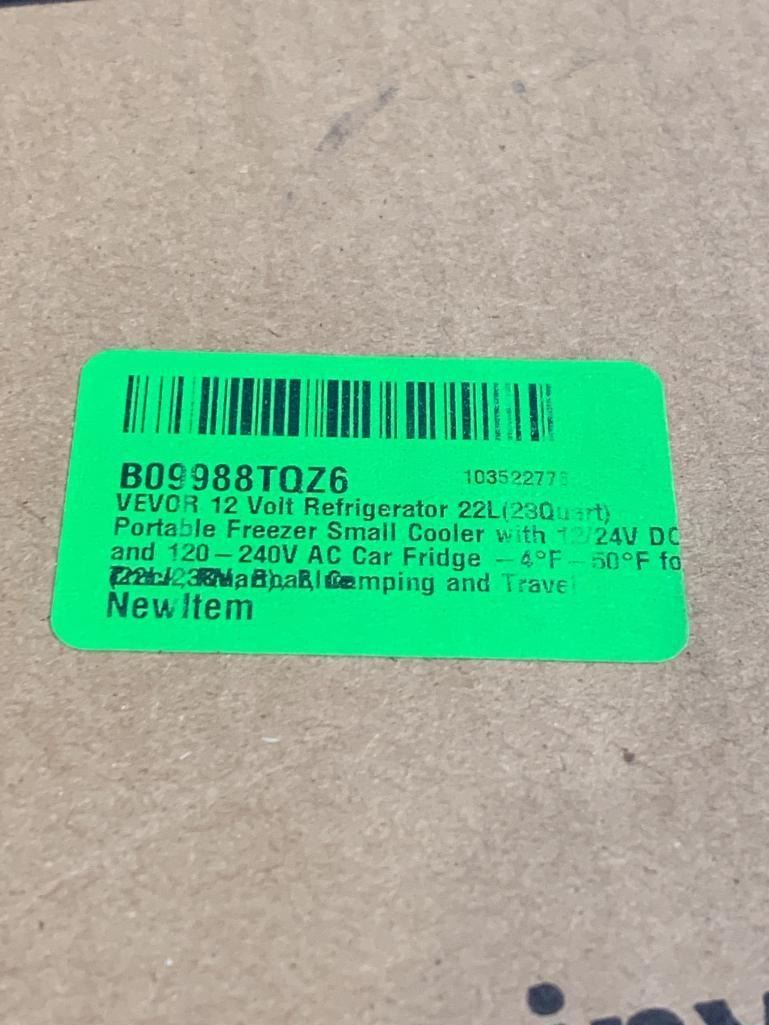 B09988TQZ6
VEVOR 12 Volt Refrigerator 22L(23Quart)
Portable Freezer Small Cooler with 12/24V DC
and 120-240V AC Car Fridge -4°F-50°F fo
Camping and Travel
NewItem